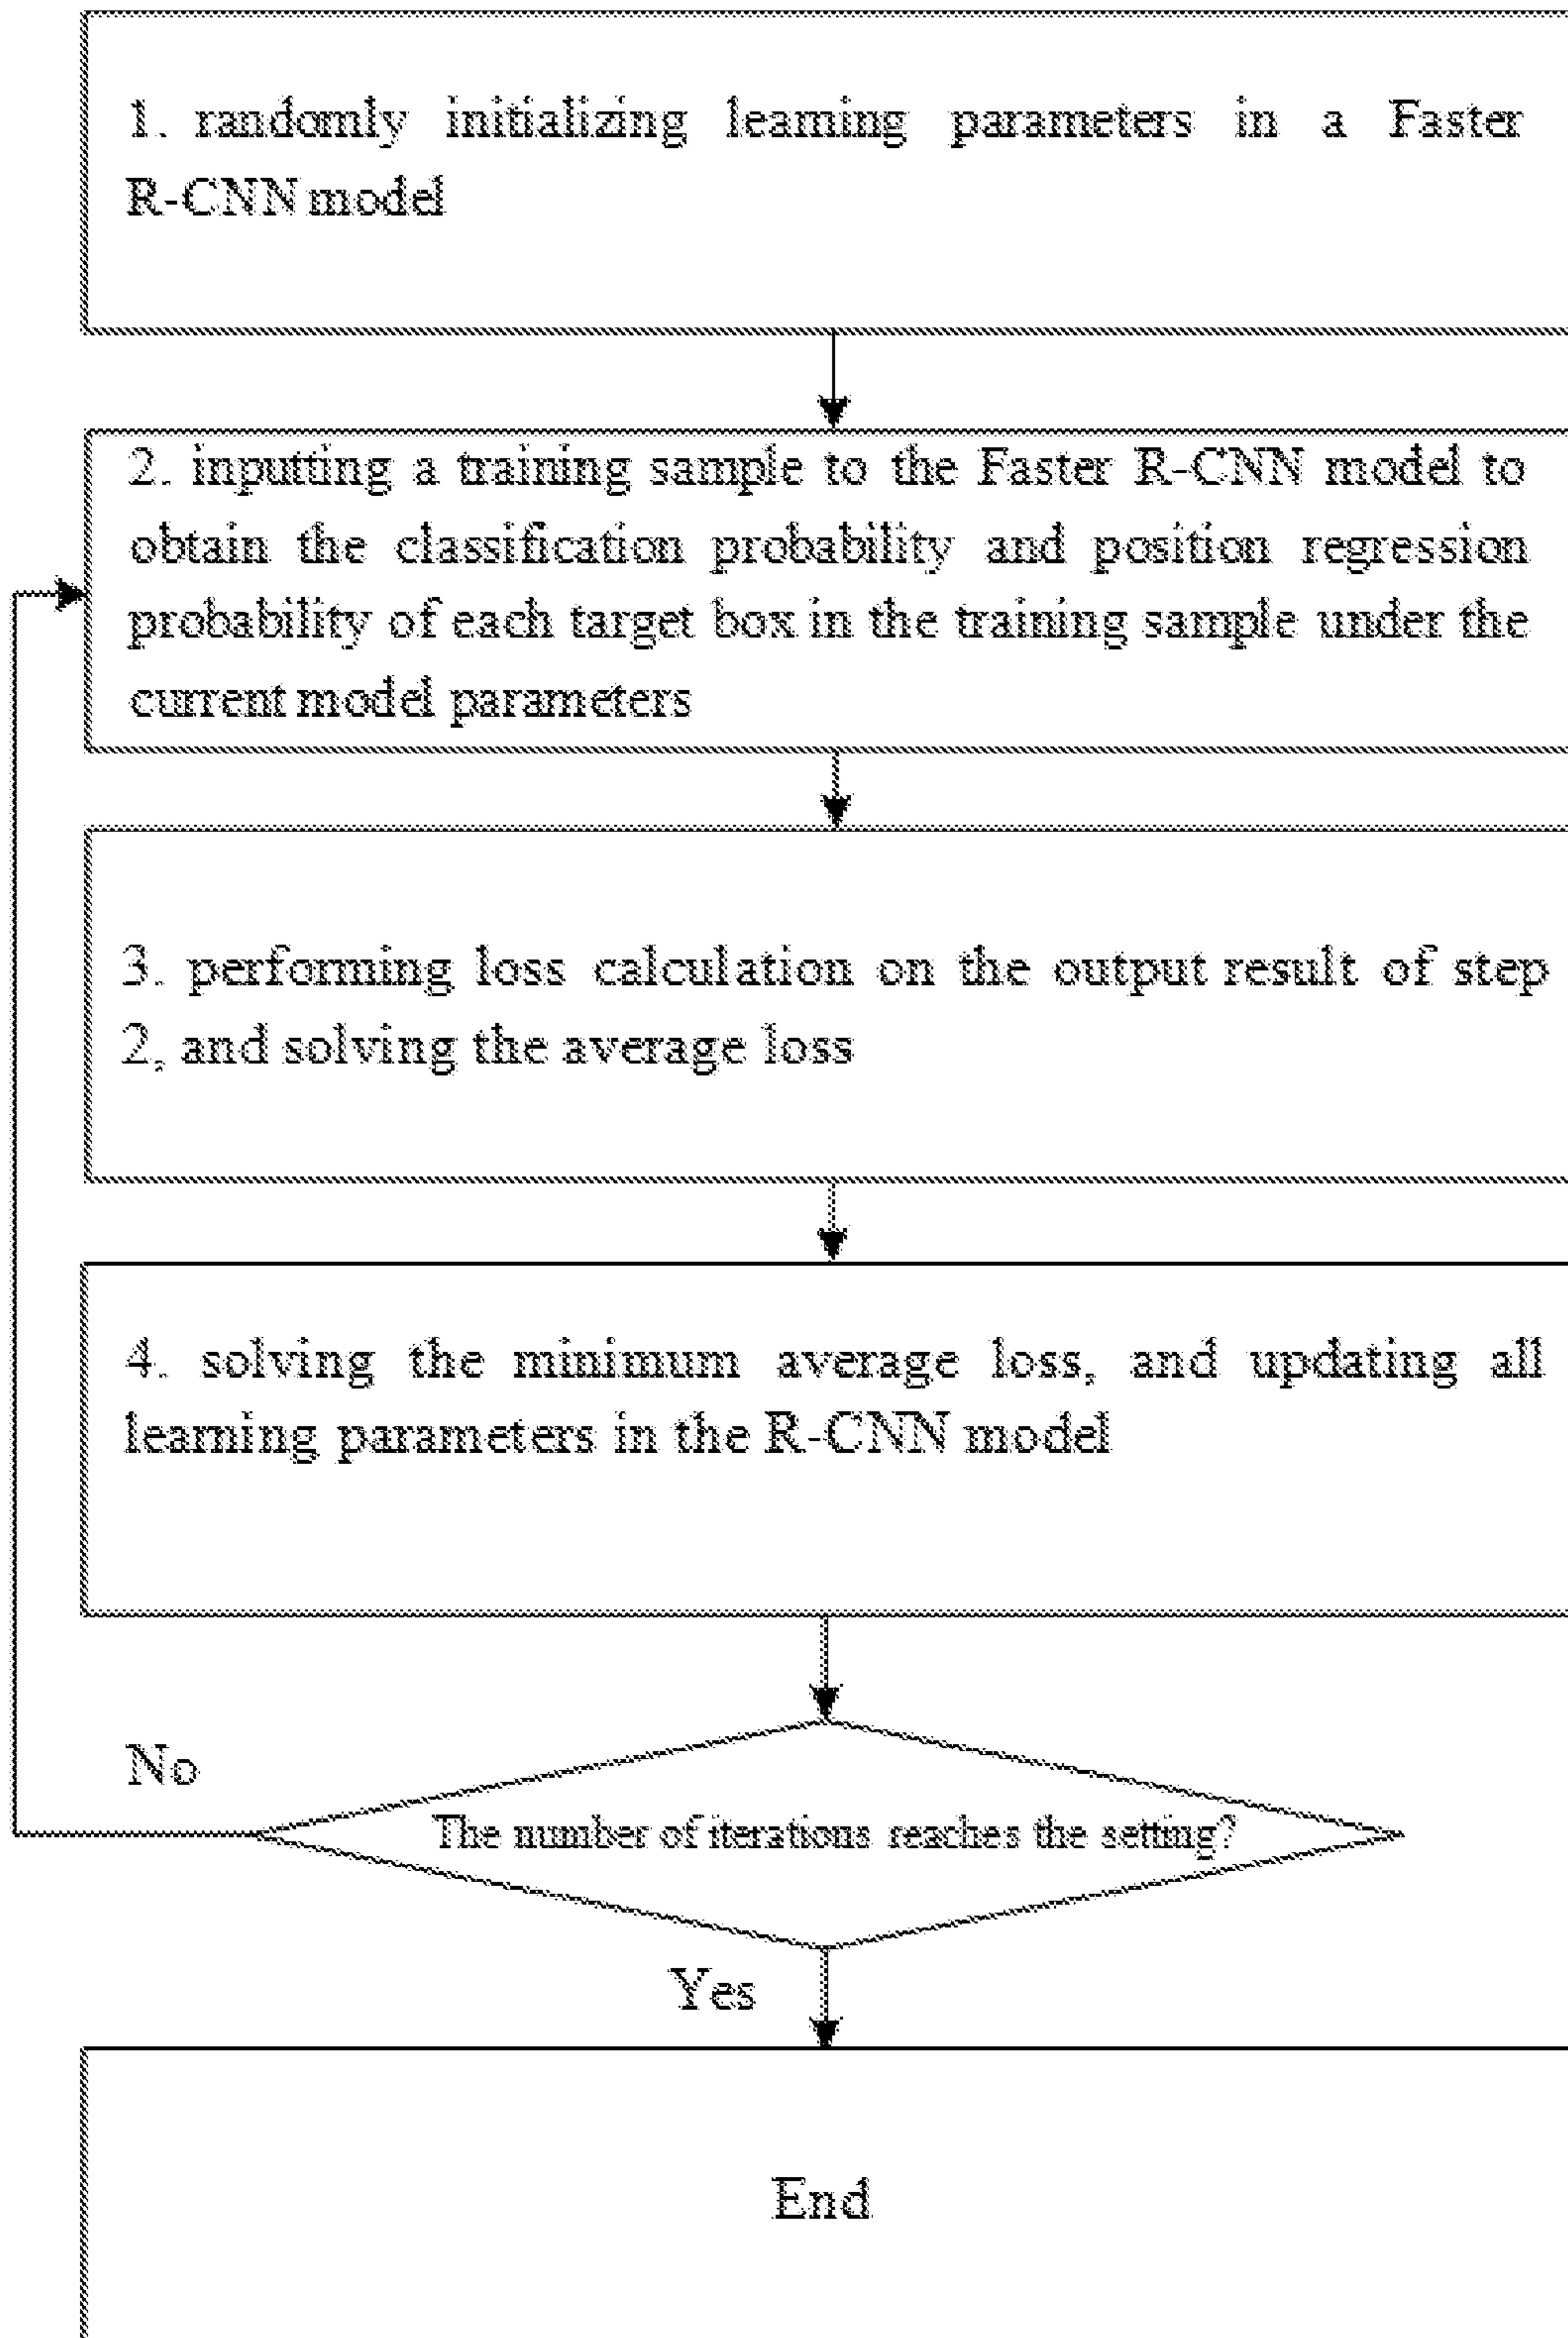 1. randomly initializing learning parameters in a Faster
R-CNN model
2. inputting a training sample to the Faster R-CNN model to
obtain the classification probability and position regression
probability of each target box in the training sample under the
current model parameters
3. performing loss calculation on the output result of step
2, and solving the average loss
4. solving the minimum average loss, and updating all
learning parameters in the R-CNN model
No
The number of iterations reaches the setting?
Yes
End